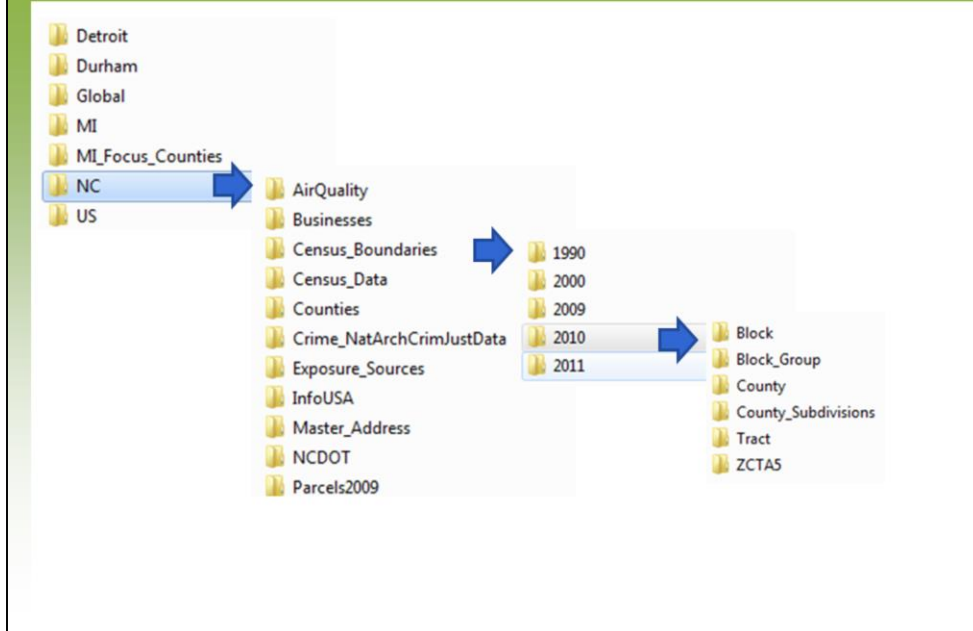 Detroit
Durham
Global
MI
MI_Focus_Counties
NC
US
AirQuality
Businesses
Census_Boundaries
Census_Data
Counties
Crime_NatArchCrimJustData
Exposure_Sources
InfoUSA
Master_Address
NCDOT
Parcels2009
1990
2000
2009
2010
2011
Block
Block_Group
County
County_Subdivisions
Tract
ZCTA5